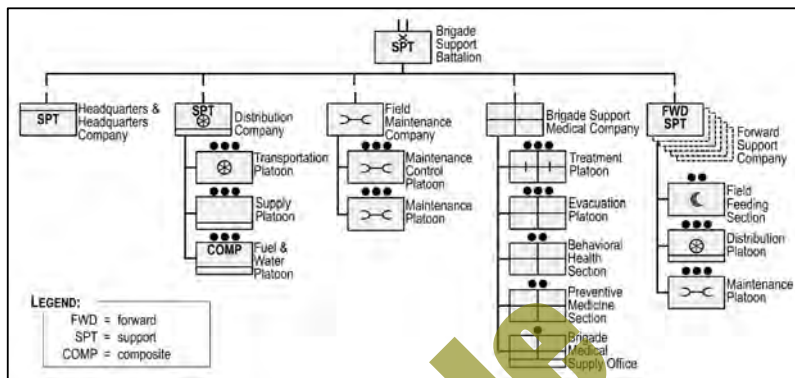 SPT
Brigade
Support
Battalion
SPT
Headquarters &
Headquarters
Company
SPT
Distribution
Company
Transportation
Platoon
Supply
Platoon
COMP
Fuel &
Water
Platoon
Field
Maintenance
Company
Maintenance
Control
Platoon
Maintenance
Platoon
Brigade Support
Medical Company
Treatment
Platoon
Evacuation
Platoon
Behavioral
Health
Section
Preventive
Medicine
Section
Brigade
Medical
Supply Office
FWD
SPT
Forward
Support
Company
Field
Feeding
Section
Distribution
Platoon
Maintenance
Platoon
LEGEND:
FWD = forward
SPT = support
COMP = composite